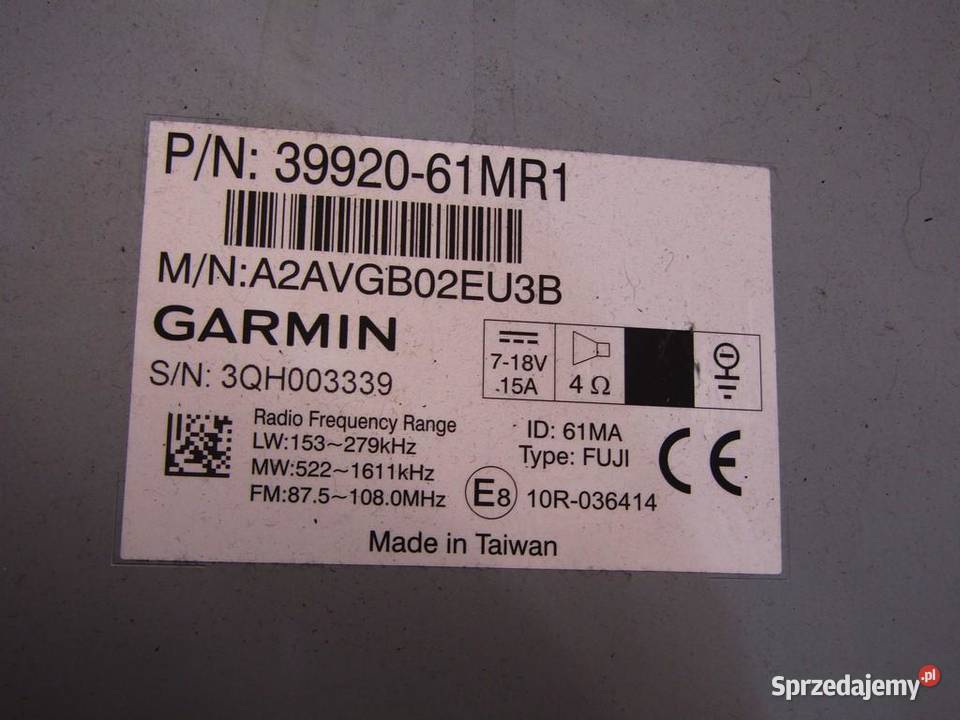 P/N: 39920-61MR1
M/N:A2AVGB02EU3B
GARMIN
S/N: 3QH003339
7-18V
15A
4 Ω
Radio Frequency Range
LW:153~279kHz
MW:522~1611kHz
FM:87.5~108.0MHz
ID: 61MA
Type: FUJI
CE
E8 10R-036414
Made in Taiwan
Sprzedajemy.pl